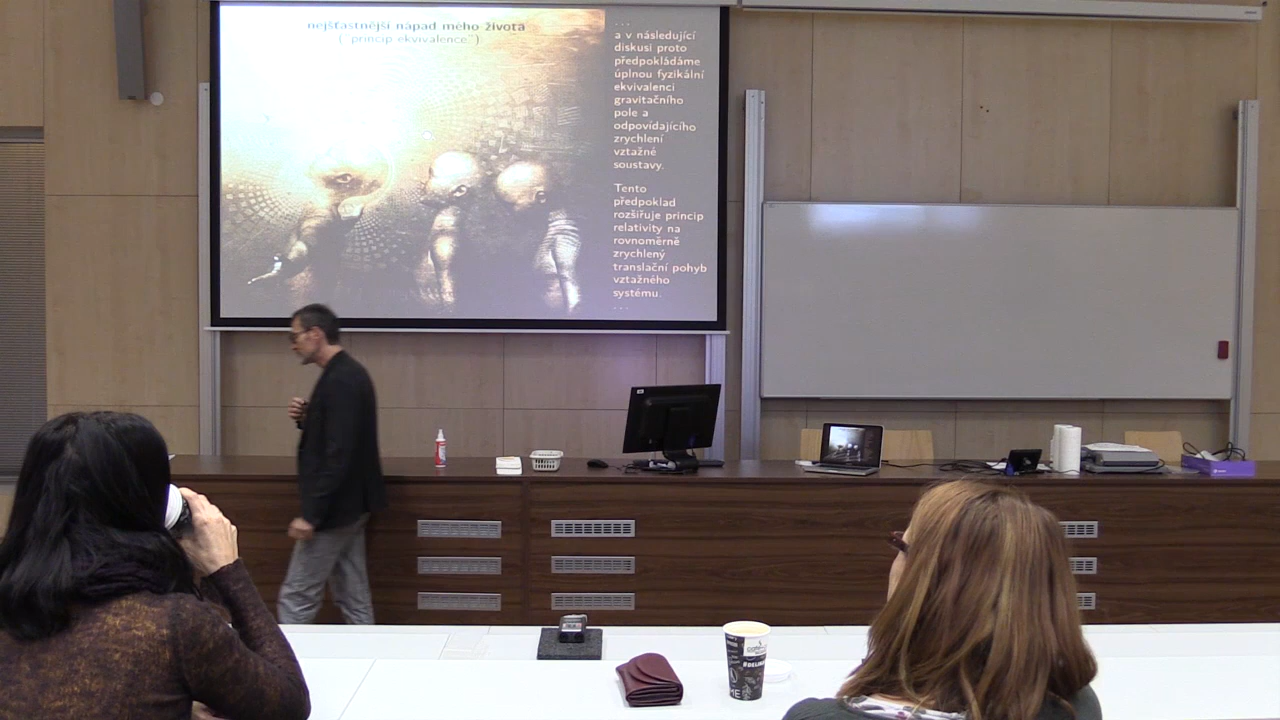 nejšťastnější nápad mého života
(¨princip ekvivalence¨)
...
a v následující
diskusi proto
předpokládáme
úplnou fyzikální
ekvivalenci
gravitačního
pole a
odpovídajícího
zrychlení
vztažné
soustavy.
Tento
předpoklad
rozšiřuje princip
relativity na
rovnoměrně
zrychlený
translační pohyb
vztažného
systému.
...